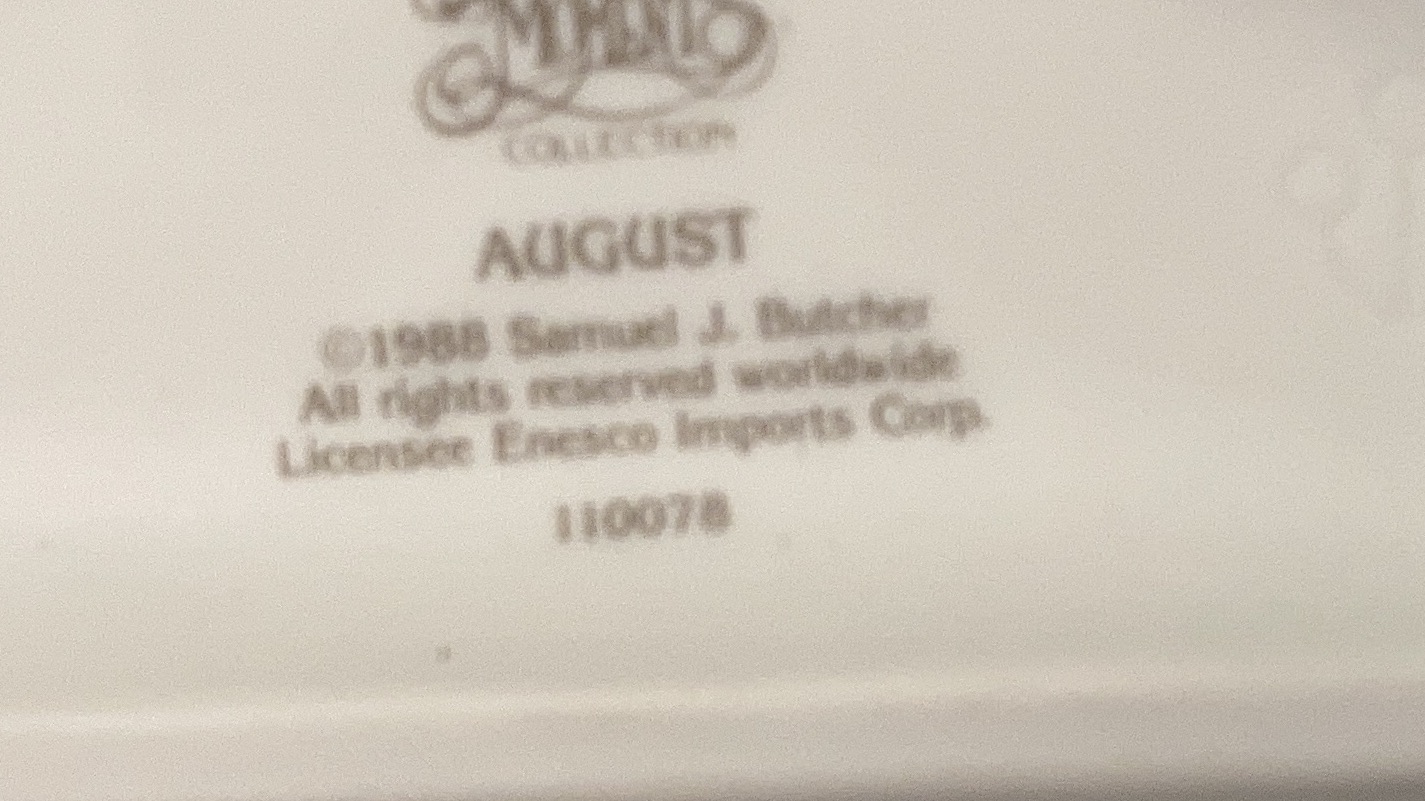 COLLECTION
AUGUST
©1988 Samuel J. Butcher
All rights reserved worldwide
Licensee Enesco Imports Corp.
110078